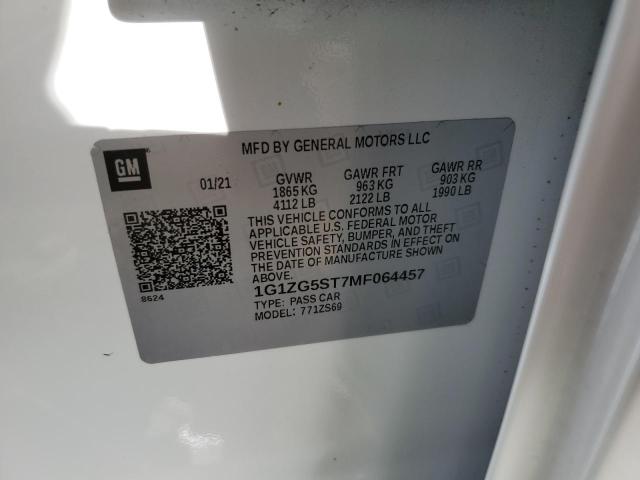 MFD BY GENERAL MOTORS LLC
GM
01/21
GVWR GAWR FRT GAWR RR
1865 KG 963 KG 903 KG
4112 LB 2122 LB 1990 LB
THIS VEHICLE CONFORMS TO ALL
APPLICABLE U.S. FEDERAL MOTOR
VEHICLE SAFETY, BUMPER, AND THEFT
PREVENTION STANDARDS IN EFFECT ON
THE DATE OF MANUFACTURE SHOWN
ABOVE.
8624
1G1ZG5ST7MF064457
TYPE: PASS CAR
MODEL: 771ZS69